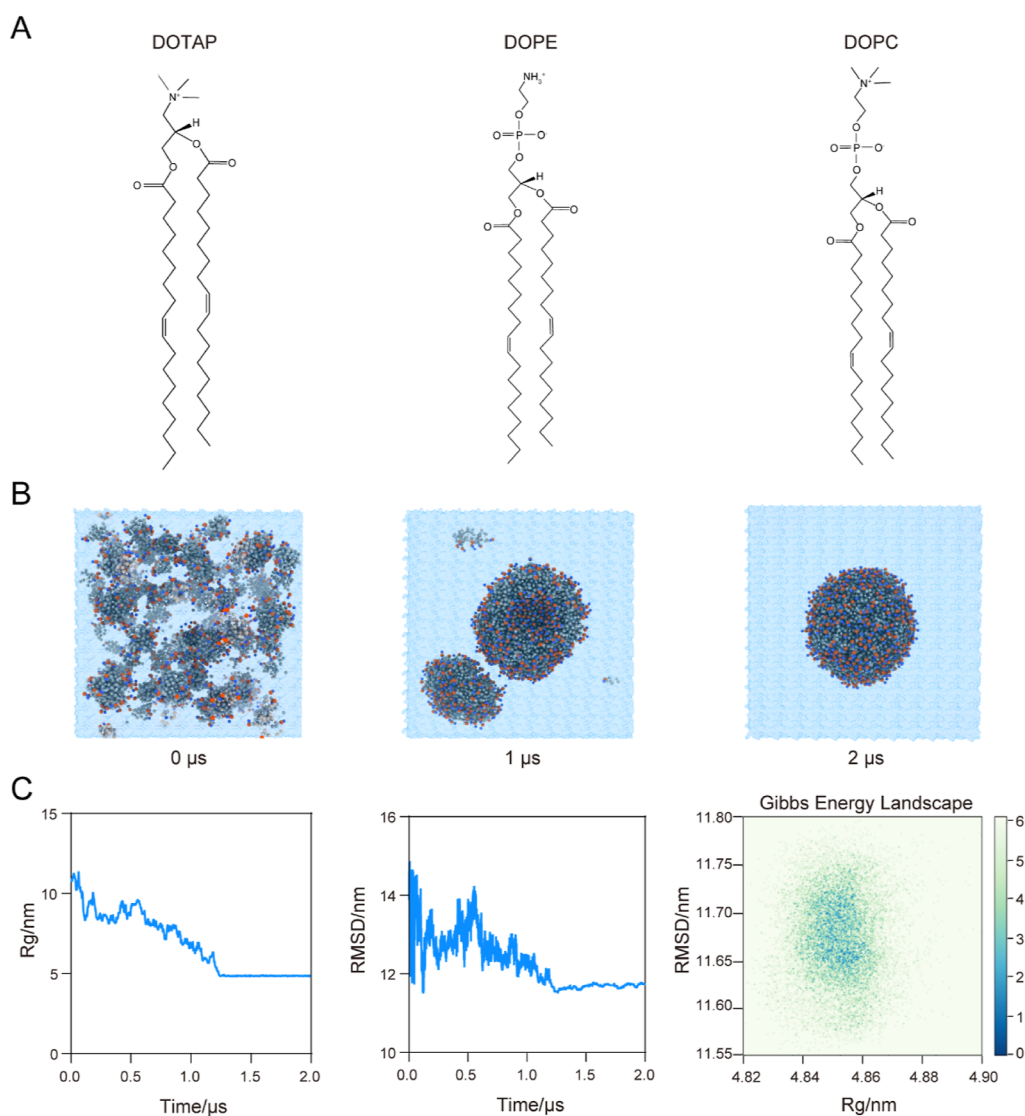 A
DOTAP
DOPE
DOPC
N+
H
O
O
O
O
NH3+
O
O
P
O-
O
H
O
O
O
O
N+
O
O
P
O-
O
H
O
O
O
O
B
0 µs
1 µs
2 µs
C
Rg/nm
15
10
5
0
0.0 0.5 1.0 1.5 2.0
Time/µs
RMSD/nm
16
14
12
10
0.0 0.5 1.0 1.5 2.0
Time/µs
Gibbs Energy Landscape
RMSD/nm
11.80
11.75
11.70
11.65
11.60
11.55
4.82 4.84 4.86 4.88 4.90
Rg/nm
6
5
4
3
2
1
0